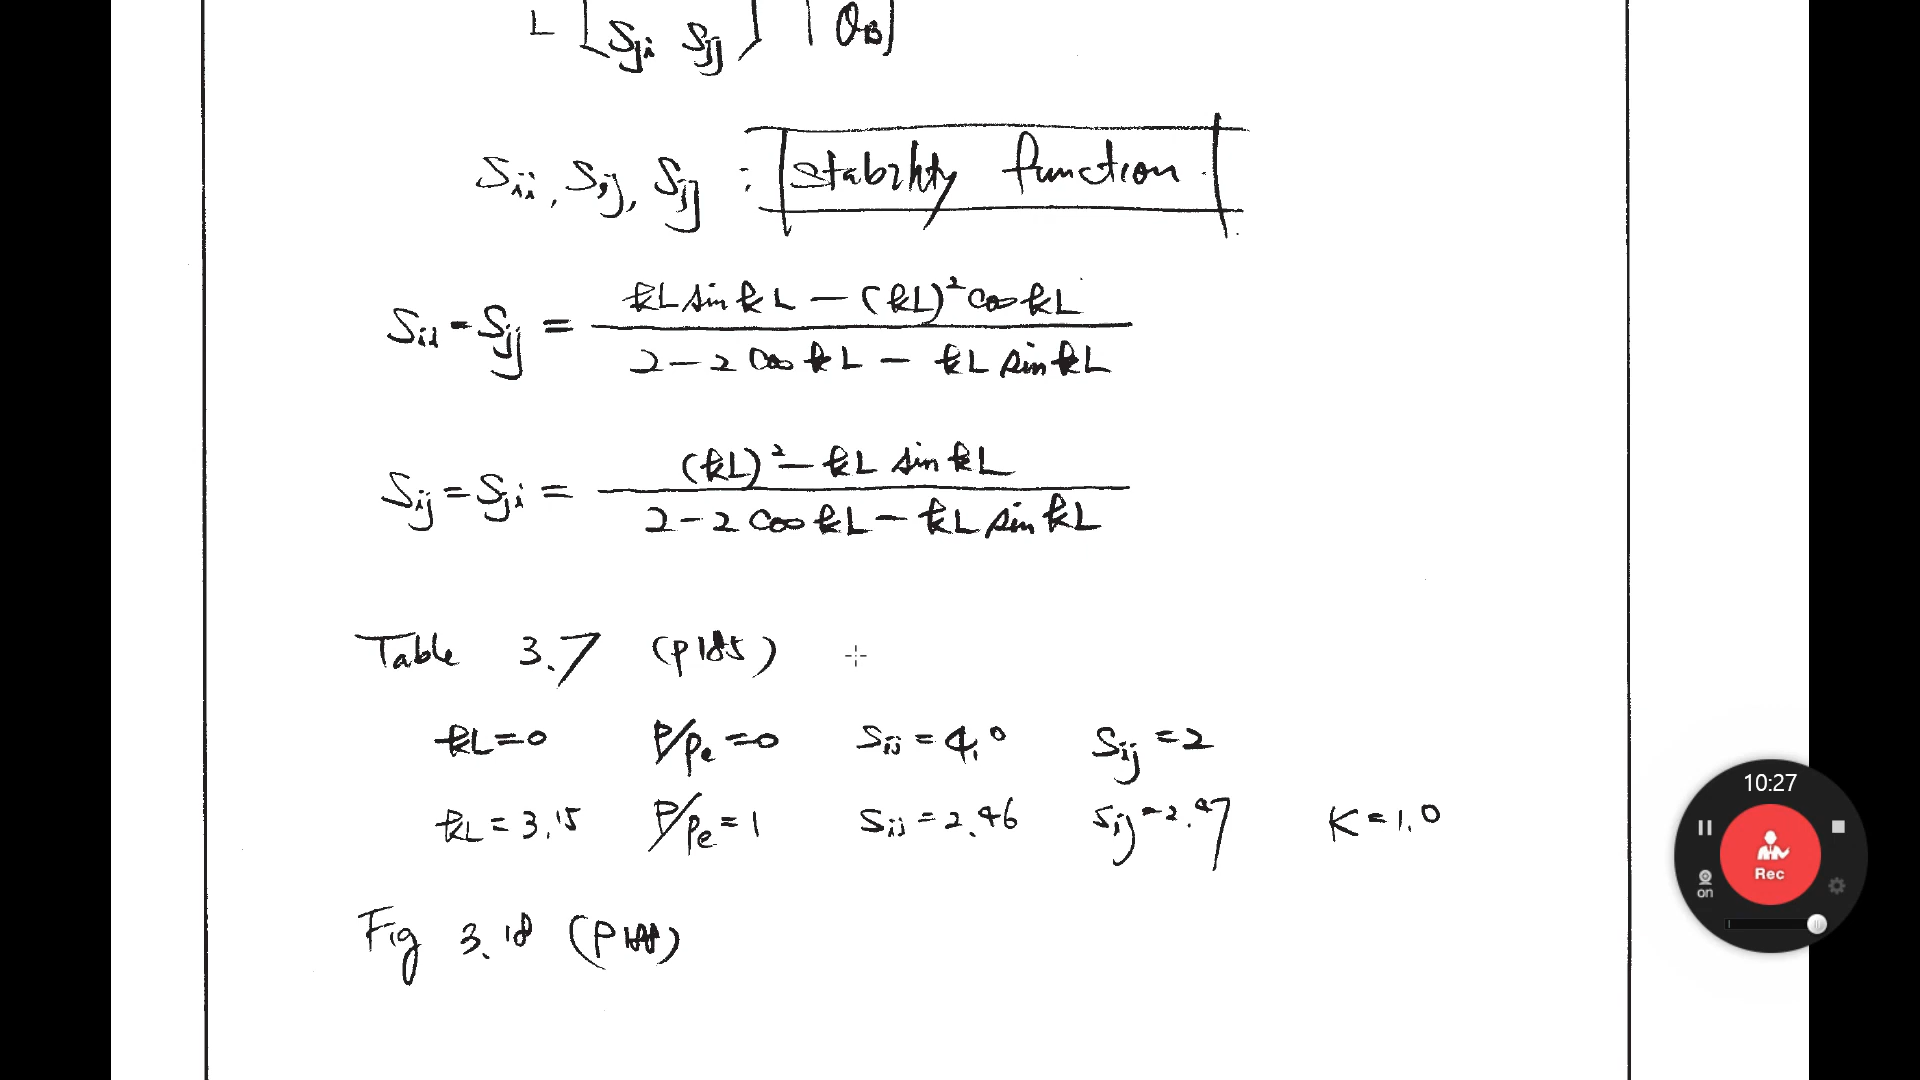 L [ Sji Sjj ] | θB ]
Sii, Sij, Sjj : Stability function.
Sii = Sjj = kL sin kL − (kL)² cos kL / 2 − 2 cos kL − kL sin kL
Sij = Sji = (kL)² − kL sin kL / 2 − 2 cos kL − kL sin kL
Table 3.7 (P185)
kL = 0 P/Pe = 0 Sii = 4.0 Sij = 2
kL = 3.15 P/Pe = 1 Sii = 2.46 Sij = 2.47 K = 1.0
Fig 3.18
10:27
Rec
on